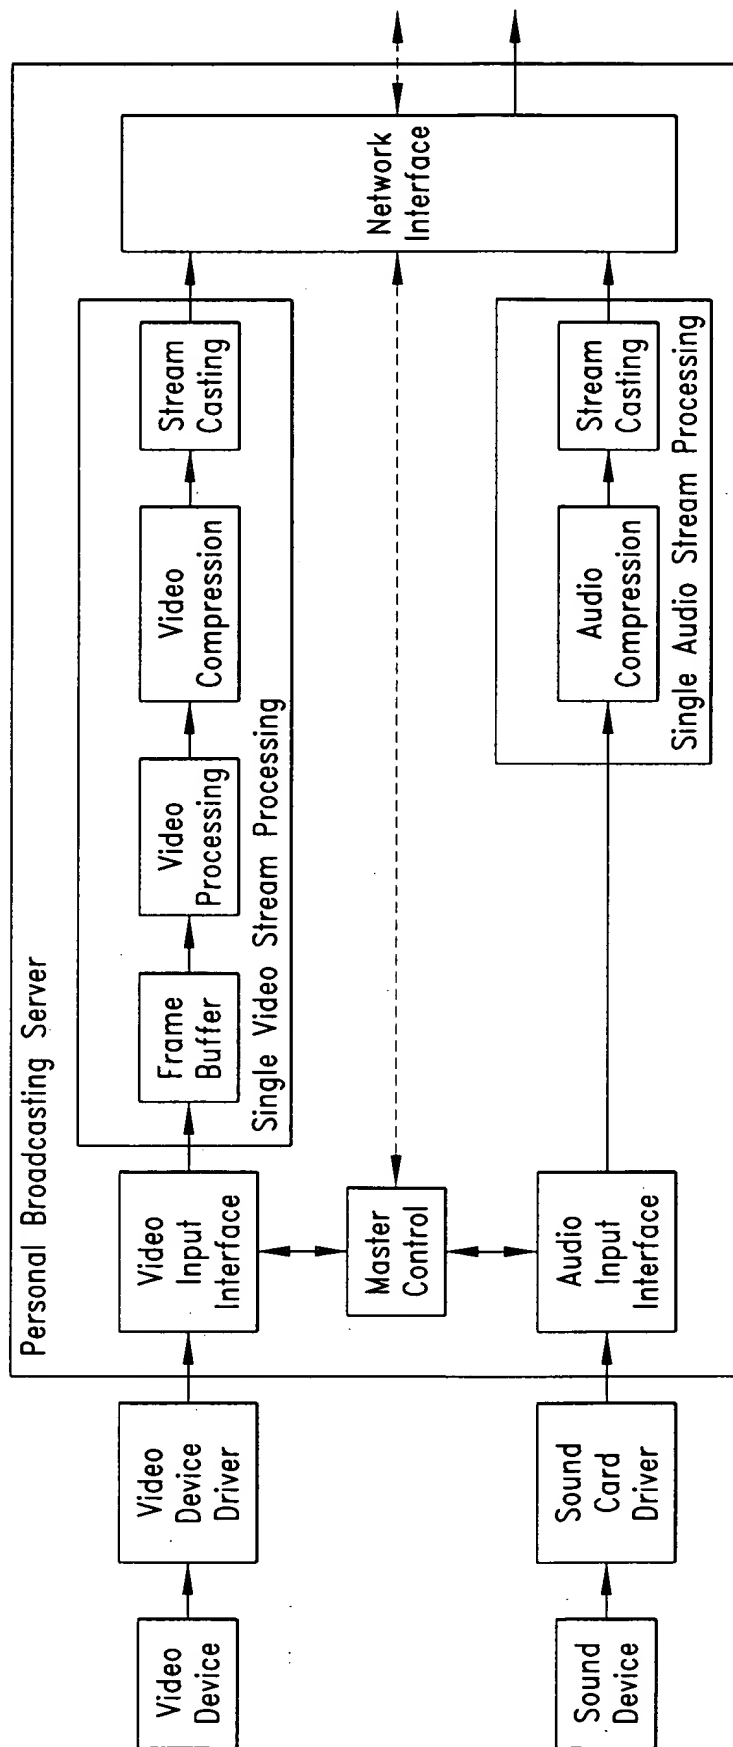 Personal Broadcasting Server
Video
Device
Video
Device
Driver
Video
Input
Interface
Frame
Buffer
Video
Processing
Video
Compression
Stream
Casting
Single Video Stream Processing
Master
Control
Network
Interface
Sound
Device
Sound
Card
Driver
Audio
Input
Interface
Audio
Compression
Stream
Casting
Single Audio Stream Processing